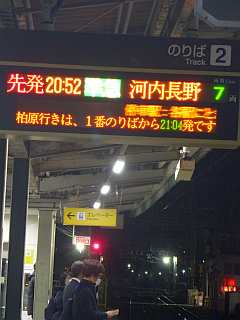 のりば
Track 2
先発 20:52 準急 河内長野 7両
柏原行きは、1番のりばから21:04発です
エレベーター